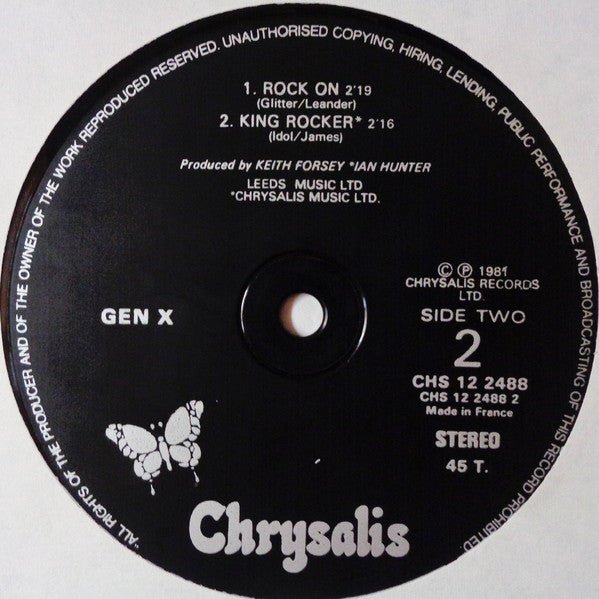 "ALL RIGHTS OF THE PRODUCER AND OF THE OWNER OF THE WORK REPRODUCED RESERVED. UNAUTHORISED COPYING, HIRING, LENDING, PUBLIC PERFORMANCE AND BROADCASTING OF THIS RECORD PROHIBITED.
1. ROCK ON 2'19
(Glitter/Leander)
2. KING ROCKER* 2'16
(Idol/James)
Produced by KEITH FORSEY *IAN HUNTER
LEEDS MUSIC LTD
*CHRYSALIS MUSIC LTD.
GEN X
© ℗ 1981
CHRYSALIS RECORDS
LTD.
SIDE TWO
2
CHS 12 2488
CHS 12 2488 2
Made in France
STEREO
45 T.
Chrysalis